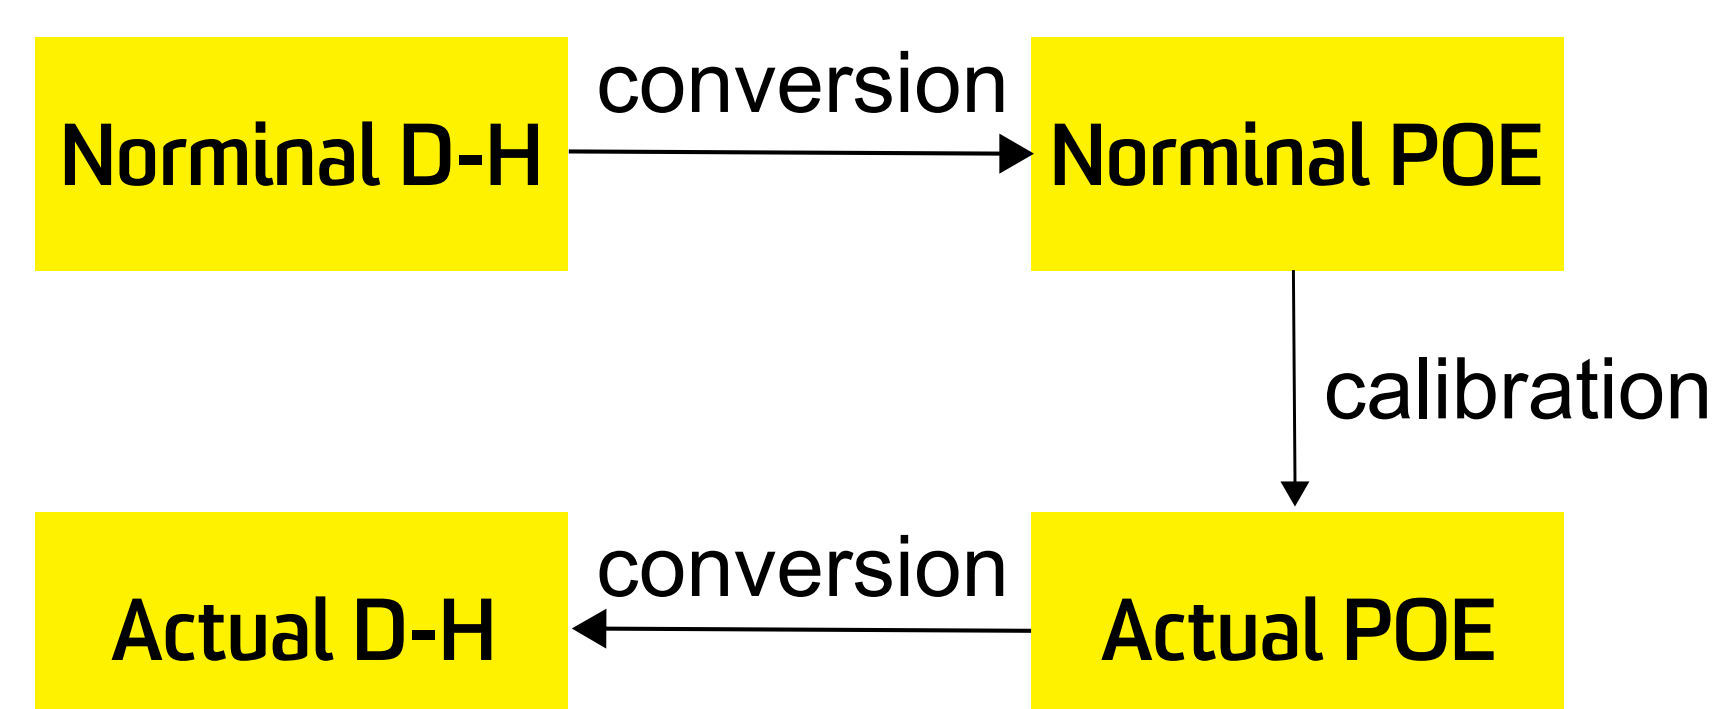 conversion
Norminal D-H
Norminal POE
calibration
conversion
Actual D-H
Actual POE